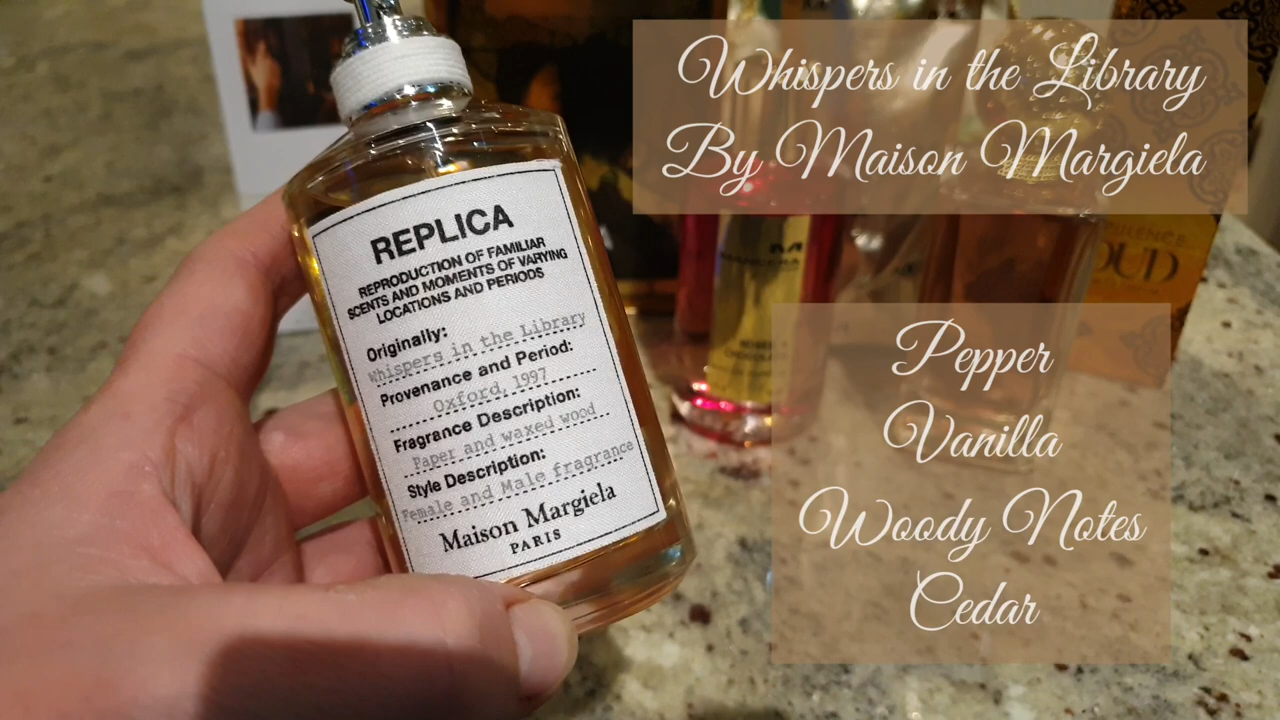 REPLICA
REPRODUCTION OF FAMILIAR
SCENTS AND MOMENTS OF VARYING
LOCATIONS AND PERIODS
Originally:
Whispers in the Library
Provenance and Period:
Oxford, 1997
Fragrance Description:
Paper and waxed wood
Style Description:
Female and Male fragrance
Maison Margiela
PARIS
Whispers in the Library
By Maison Margiela
Pepper
Vanilla
Woody Notes
Cedar
OUD